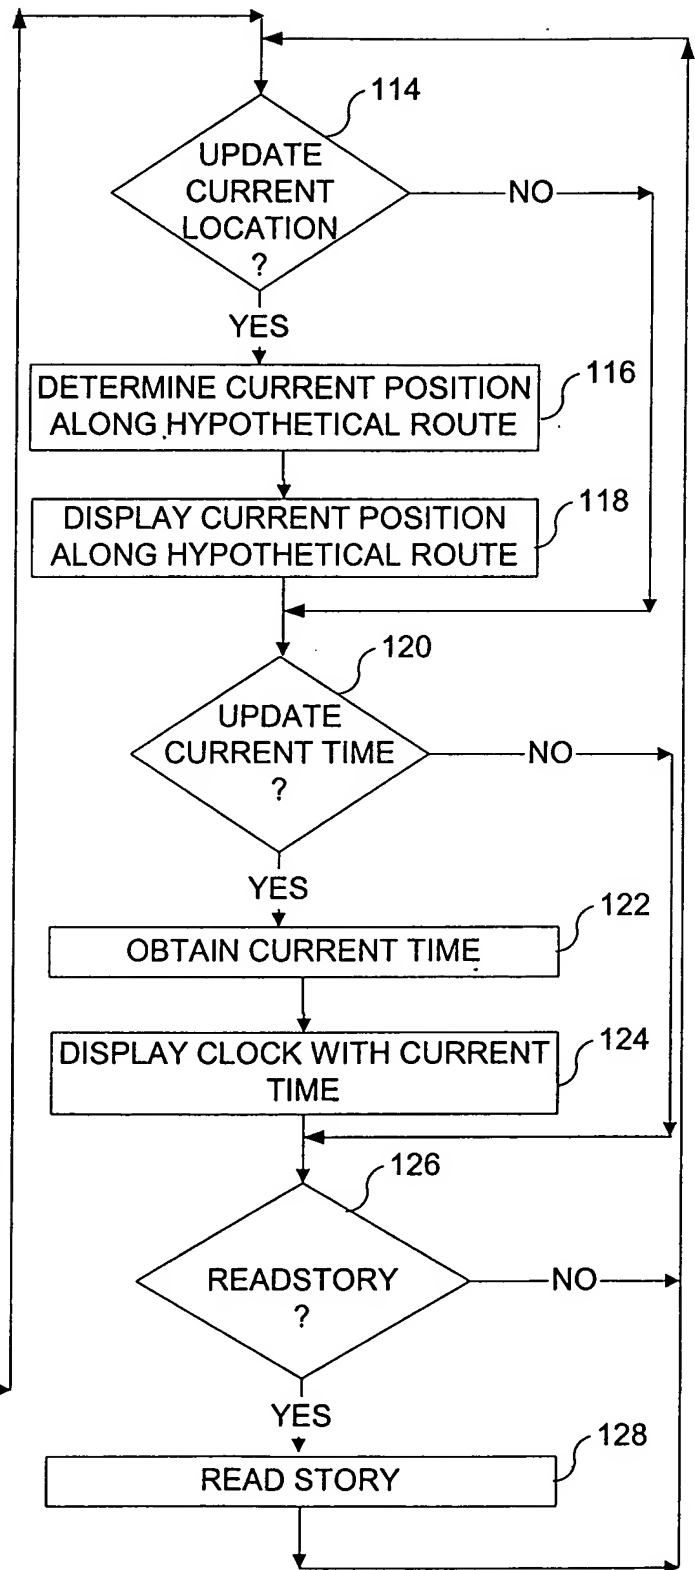 114
UPDATE
CURRENT
LOCATION
?
NO
YES
DETERMINE CURRENT POSITION
ALONG HYPOTHETICAL ROUTE
116
DISPLAY CURRENT POSITION
ALONG HYPOTHETICAL ROUTE
118
120
UPDATE
CURRENT TIME
?
NO
YES
OBTAIN CURRENT TIME
122
DISPLAY CLOCK WITH CURRENT
TIME
124
126
READSTORY
?
NO
YES
READ STORY
128